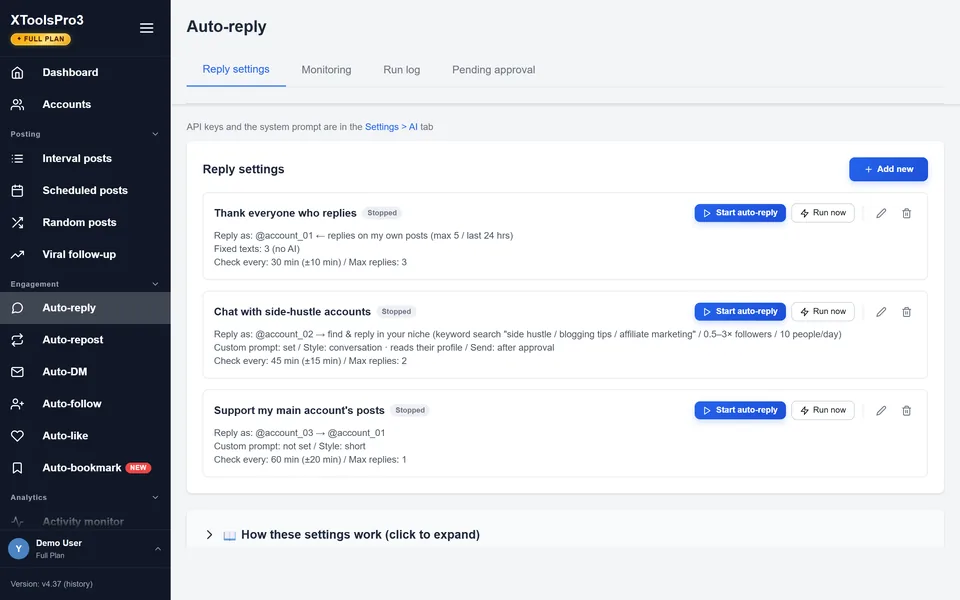 XToolsPro3
FULL PLAN
Dashboard
Accounts
Posting
Interval posts
Scheduled posts
Random posts
Viral follow-up
Engagement
Auto-reply
Auto-repost
Auto-DM
Auto-follow
Auto-like
Auto-bookmark NEW
Analytics
Activity monitor
Y
Demo User
Full Plan
Version: v4.37 (history)
Auto-reply
Reply settings Monitoring Run log Pending approval
API keys and the system prompt are in the Settings > AI tab
Reply settings
+ Add new
Thank everyone who replies Stopped
Start auto-reply Run now
Reply as: @account_01 ← replies on my own posts (max 5 / last 24 hrs)
Fixed texts: 3 (no AI)
Check every: 30 min (±10 min) / Max replies: 3
Chat with side-hustle accounts Stopped
Start auto-reply Run now
Reply as: @account_02 → find & reply in your niche (keyword search "side hustle / blogging tips / affiliate marketing" / 0.5–3× followers / 10 people/day)
Custom prompt: set / Style: conversation · reads their profile / Send: after approval
Check every: 45 min (±15 min) / Max replies: 2
Support my main account's posts Stopped
Start auto-reply Run now
Reply as: @account_03 → @account_01
Custom prompt: not set / Style: short
Check every: 60 min (±20 min) / Max replies: 1
📖 How these settings work (click to expand)